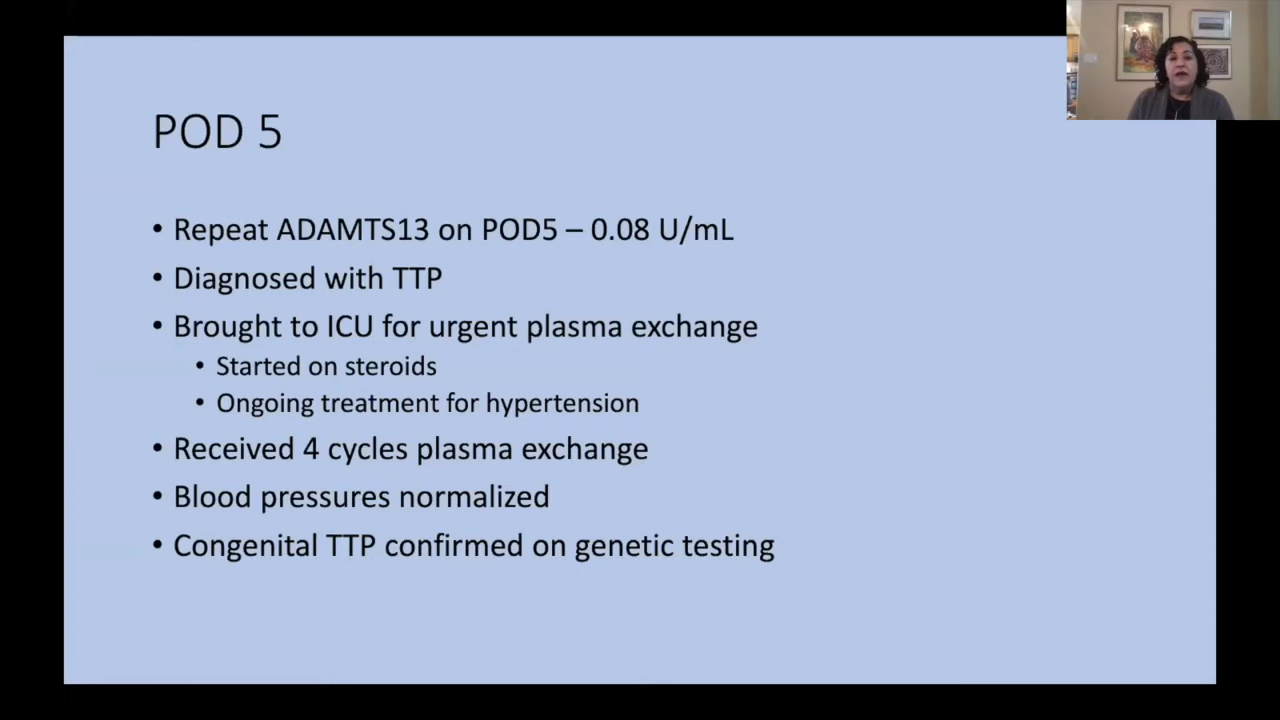 POD 5
• Repeat ADAMTS13 on POD5 – 0.08 U/mL
• Diagnosed with TTP
• Brought to ICU for urgent plasma exchange
• Started on steroids
• Ongoing treatment for hypertension
• Received 4 cycles plasma exchange
• Blood pressures normalized
• Congenital TTP confirmed on genetic testing